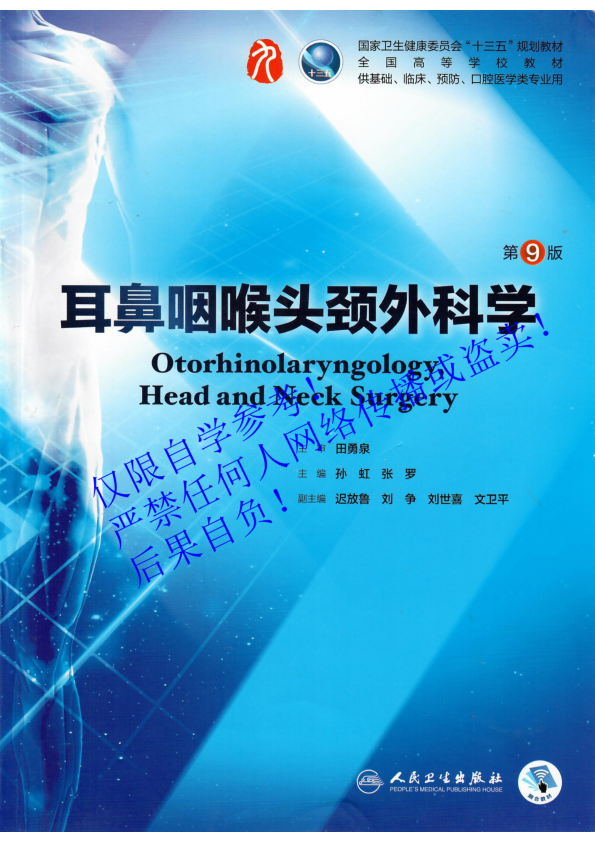 国家卫生健康委员会“十三五”规划教材
全国高等学校教材
供基础、临床、预防、口腔医学类专业用
十三五
第9版
耳鼻咽喉头颈外科学
Otorhinolaryngology,
Head and Neck Surgery
主审 田勇泉
主编 孙虹 张罗
副主编 迟放鲁 刘争 刘世喜 文卫平
仅限自学参考！
严禁任何人网络传播或盗卖！
后果自负！
人民卫生出版社
PEOPLE'S MEDICAL PUBLISHING HOUSE
融合教材